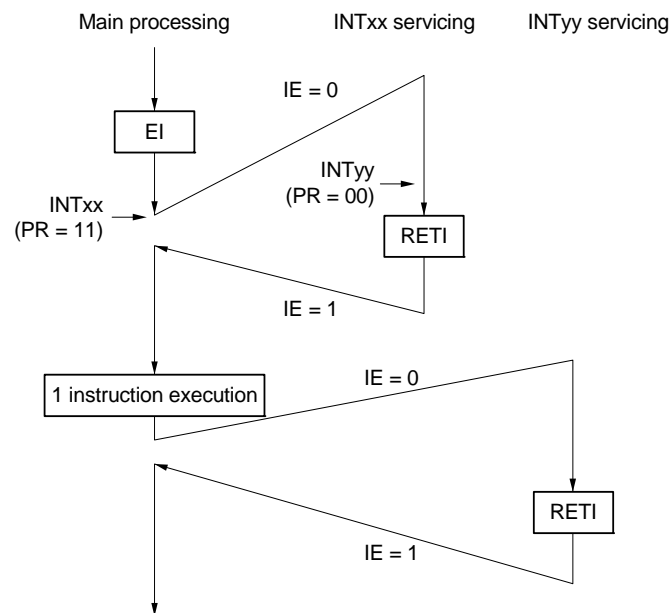 Main processing
INTxx servicing
INTyy servicing
IE = 0
EI
INTyy
(PR = 00)
INTxx
(PR = 11)
RETI
IE = 1
1 instruction execution
IE = 0
RETI
IE = 1